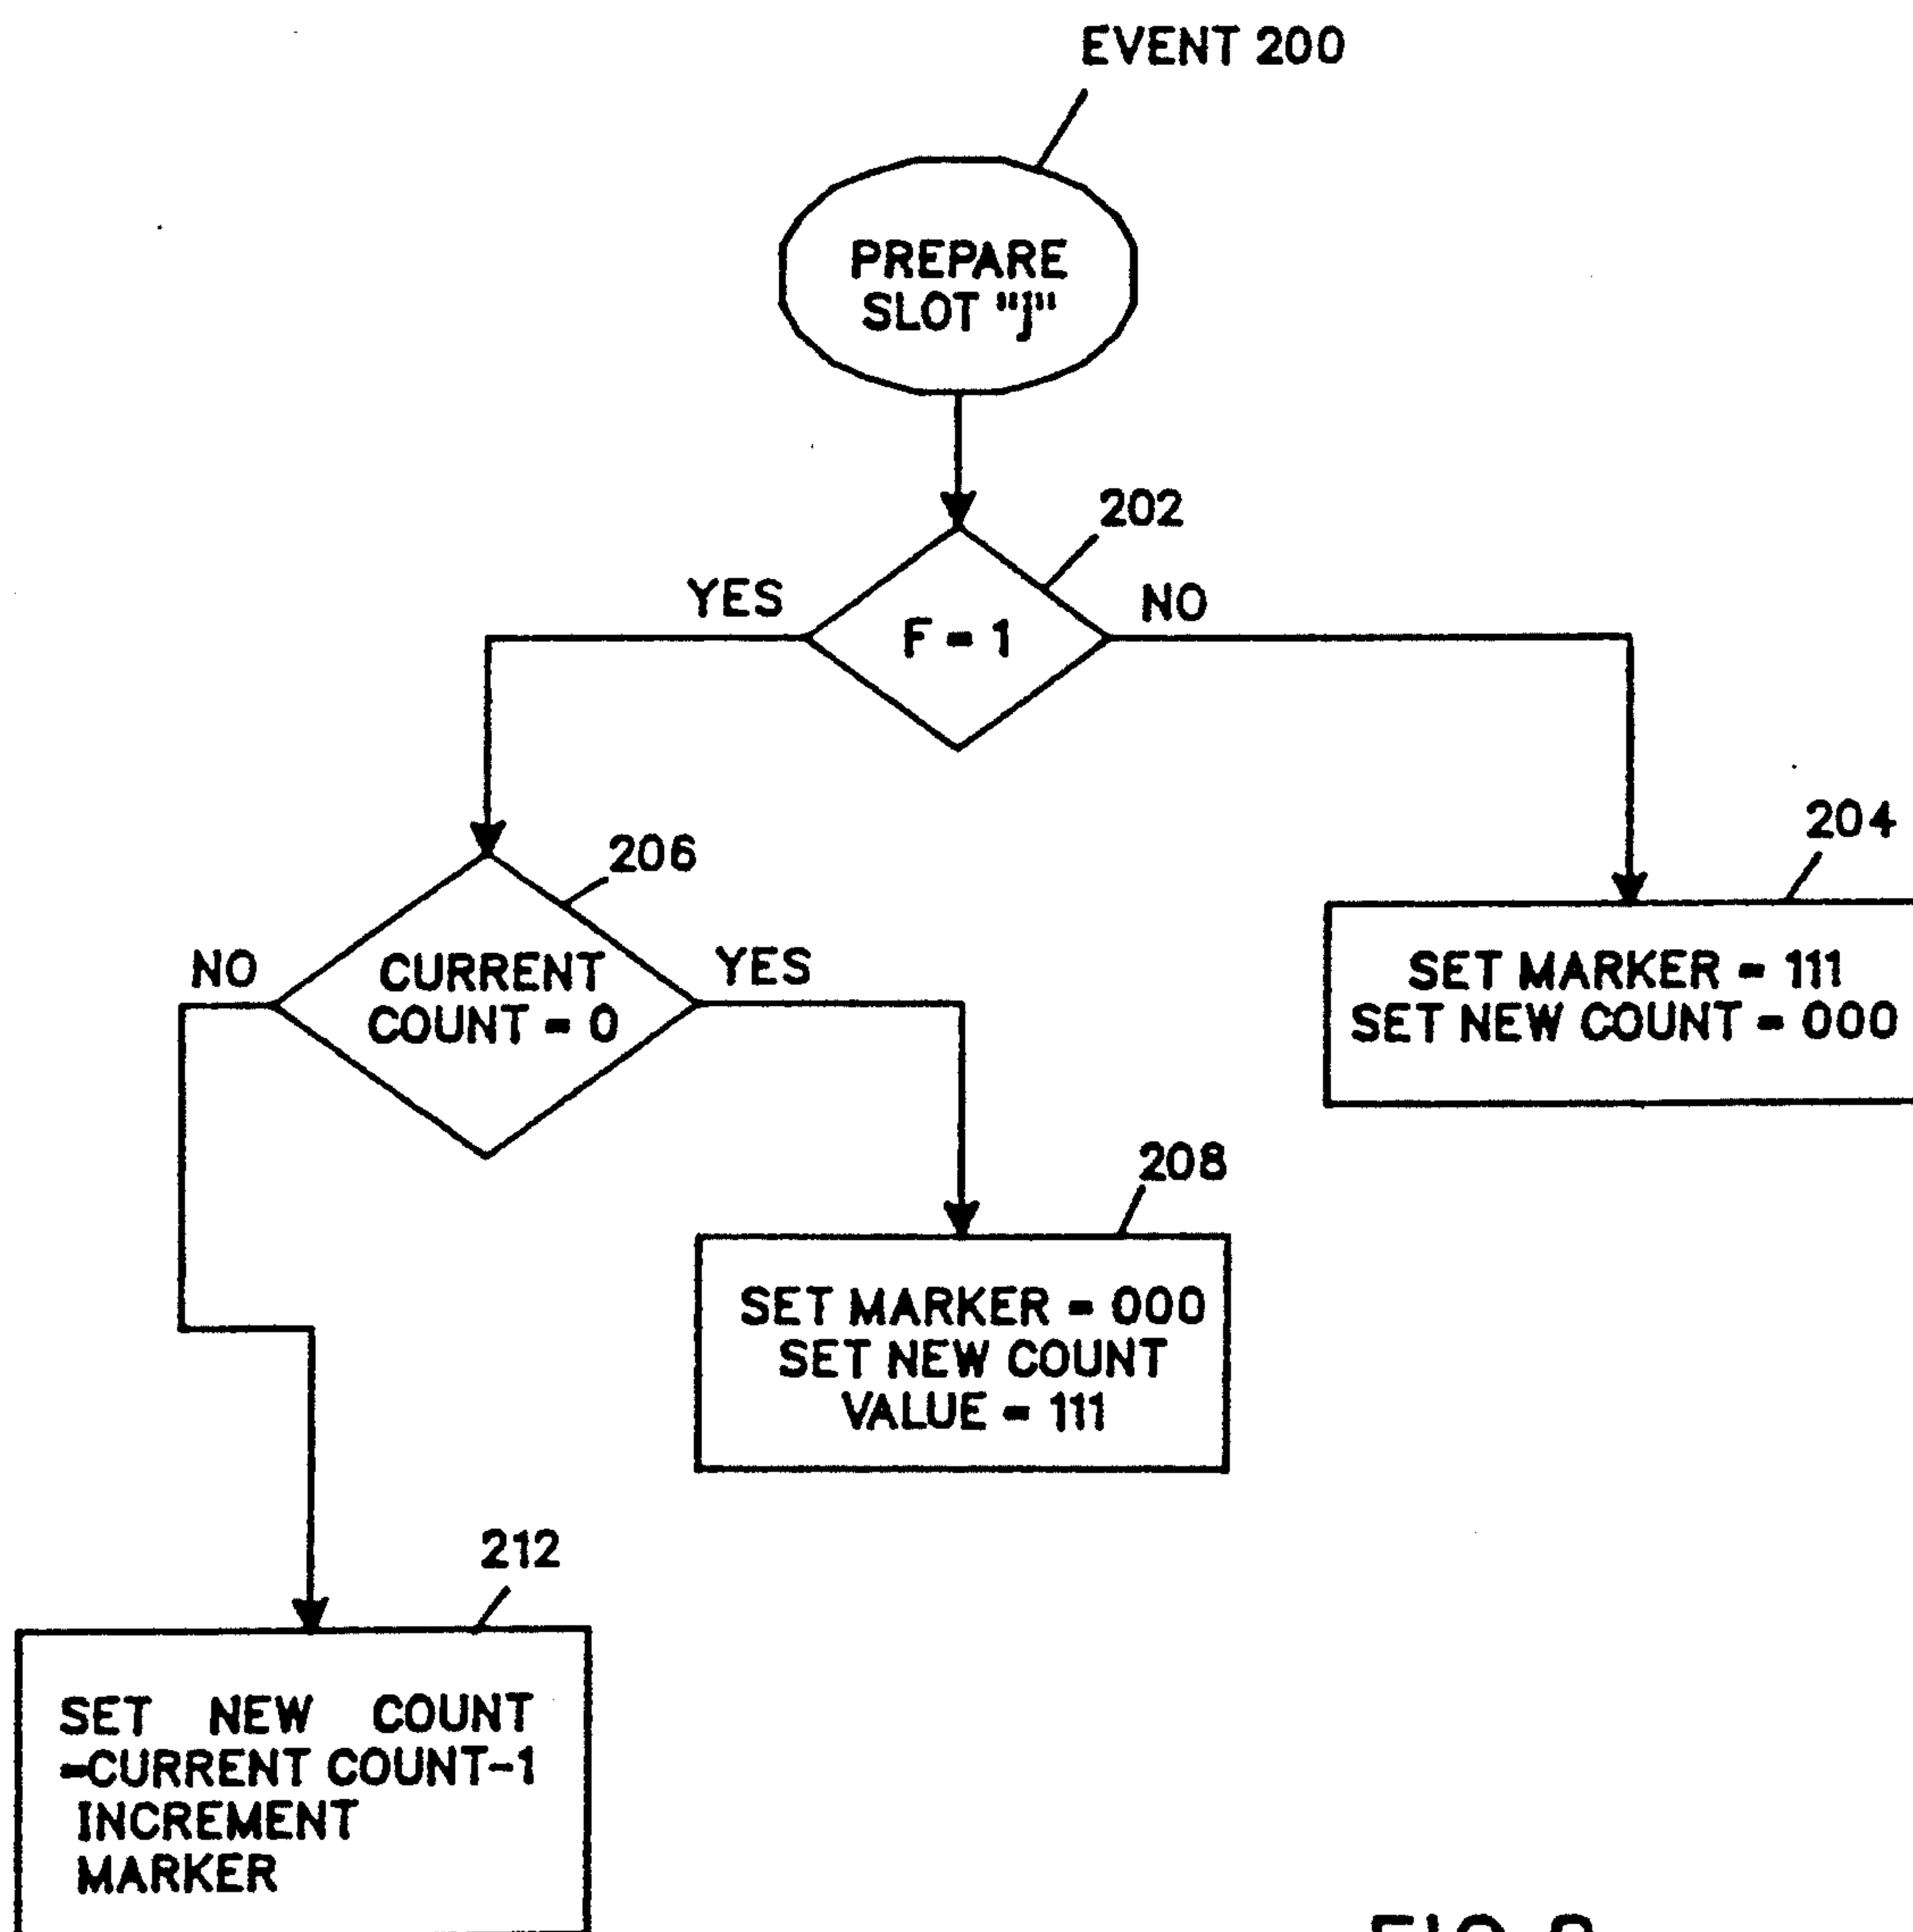 EVENT 200
PREPARE
SLOT "j"
202
YES
NO
F = 1
204
206
NO
CURRENT
COUNT = 0
YES
SET MARKER = 111
SET NEW COUNT = 000
208
SET MARKER = 000
SET NEW COUNT
VALUE = 111
212
SET NEW COUNT
=CURRENT COUNT-1
INCREMENT
MARKER